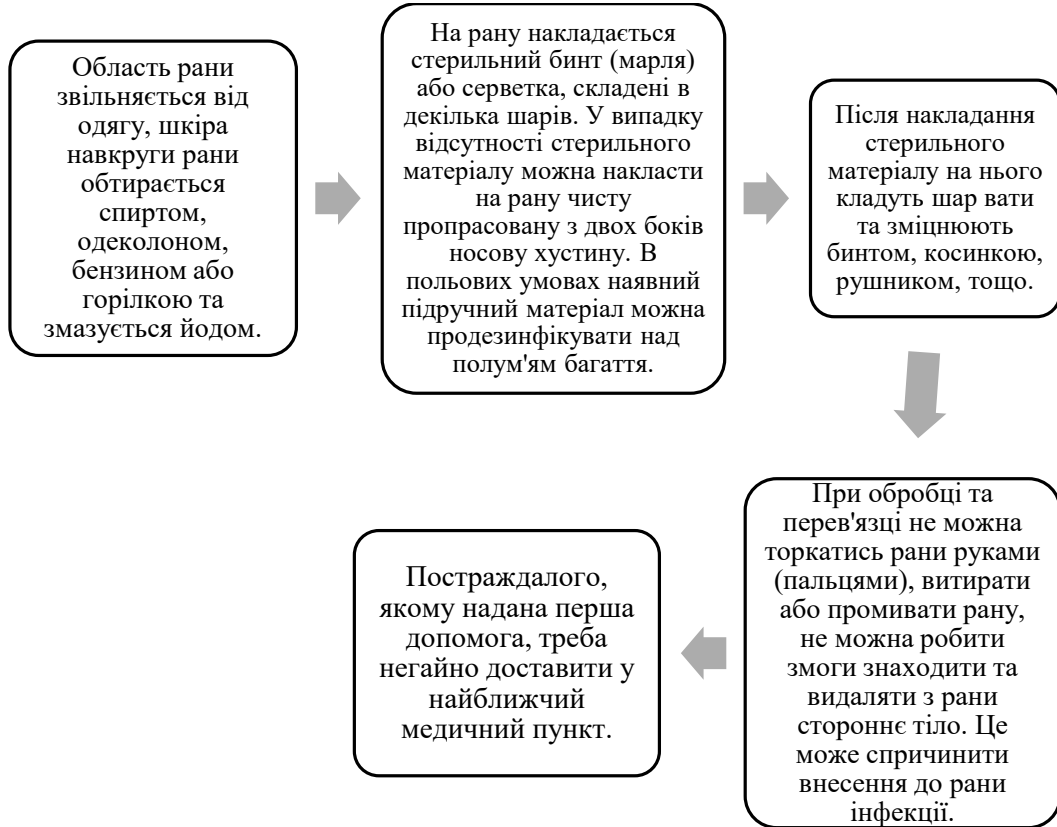 Область рани
звільняється від
одягу, шкіра
навкруги рани
обтирається
спиртом,
одеколоном,
бензином або
горілкою та
змазується йодом.
На рану накладається
стерильний бинт (марля)
або серветка, складені в
декілька шарів. У випадку
відсутності стерильного
матеріалу можна накласти
на рану чисту
пропрасовану з двох боків
носову хустину. В
польових умовах наявний
підручний матеріал можна
продезинфікувати над
полум'ям багаття.
Після накладання
стерильного
матеріалу на нього
кладуть шар вати
та зміцнюють
бинтом, косинкою,
рушником, тощо.
При обробці та
перев'язці не можна
торкатись рани руками
(пальцями), витирати
або промивати рану,
не можна робити
змоги знаходити та
видаляти з рани
стороннє тіло. Це
може спричинити
внесення до рани
інфекції.
Постраждалого,
якому надана перша
допомога, треба
негайно доставити у
найближчий
медичний пункт.